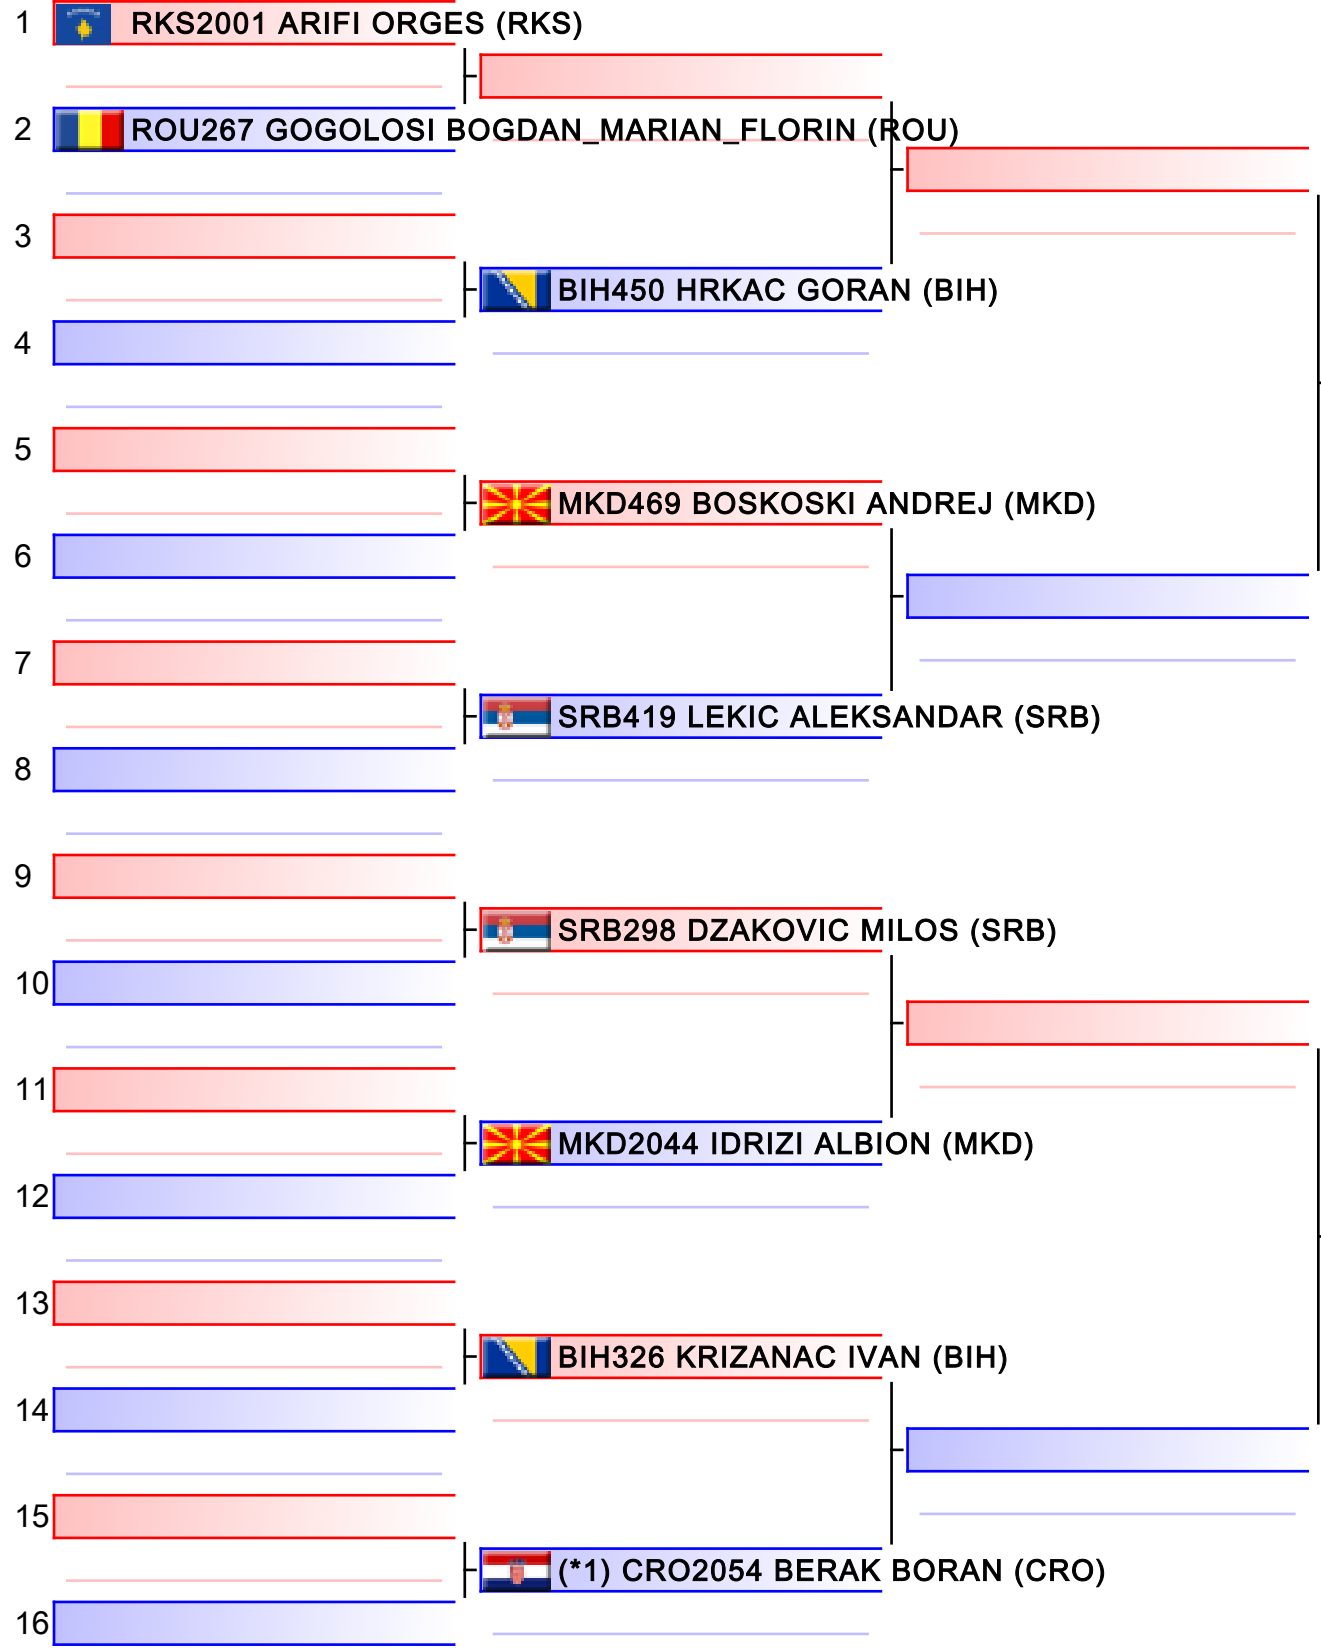 1 RKS2001 ARIFI ORGES (RKS)
2 ROU267 GOGOLOSI BOGDAN_MARIAN_FLORIN (ROU)
3
BIH450 HRKAC GORAN (BIH)
4
5
MKD469 BOSKOSKI ANDREJ (MKD)
6
7
SRB419 LEKIC ALEKSANDAR (SRB)
8
9
SRB298 DZAKOVIC MILOS (SRB)
10
11
MKD2044 IDRIZI ALBION (MKD)
12
13
BIH326 KRIZANAC IVAN (BIH)
14
15
(*1) CRO2054 BERAK BORAN (CRO)
16